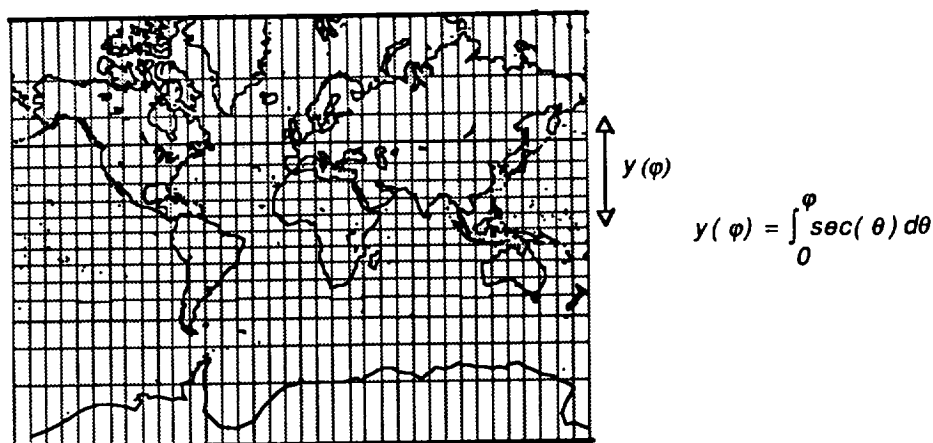 y(φ)
y( φ) = ∫₀^φ sec( θ) dθ